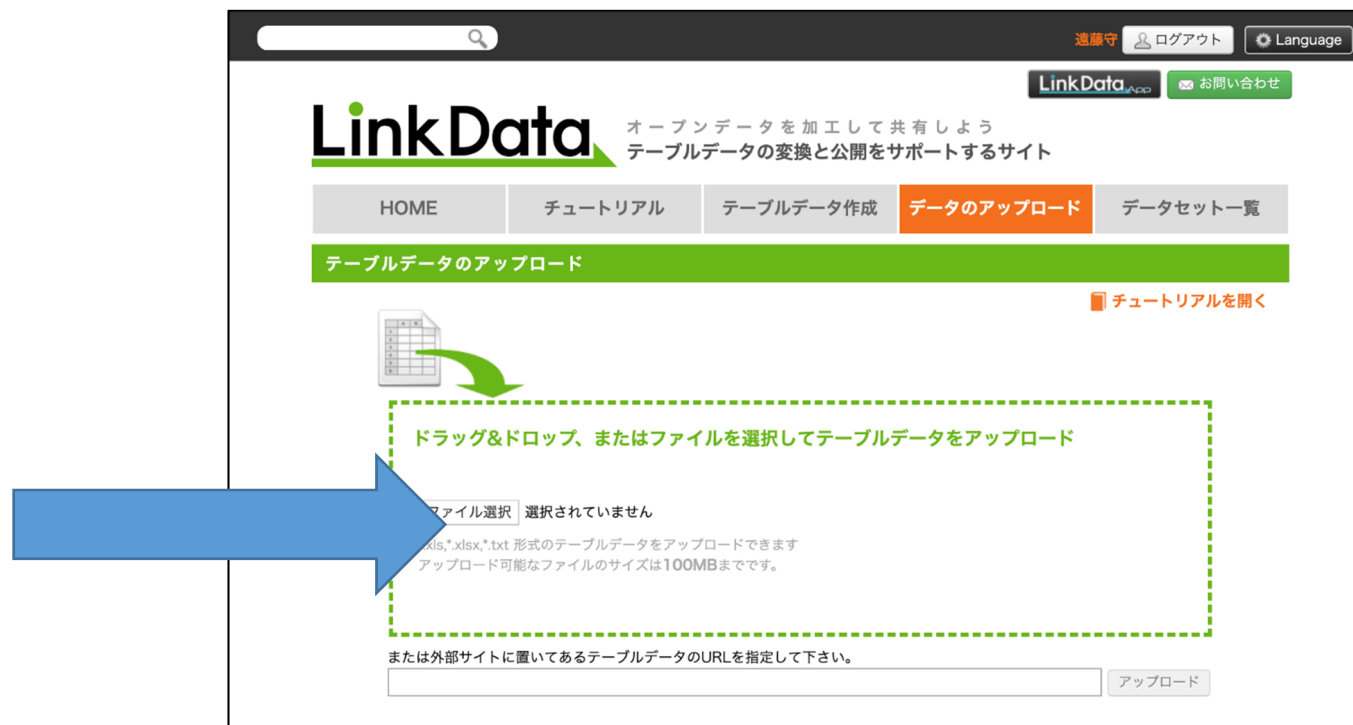 遠藤守 ログアウト Language
LinkData.App お問い合わせ
LinkData
オープンデータを加工して共有しよう
テーブルデータの変換と公開をサポートするサイト
HOME チュートリアル テーブルデータ作成 データのアップロード データセット一覧
テーブルデータのアップロード
チュートリアルを開く
ドラッグ&ドロップ、またはファイルを選択してテーブルデータをアップロード
ファイル選択 選択されていません
.xls,*.xlsx,*.txt 形式のテーブルデータをアップロードできます
アップロード可能なファイルのサイズは100MBまでです。
または外部サイトに置いてあるテーブルデータのURLを指定して下さい。
アップロード